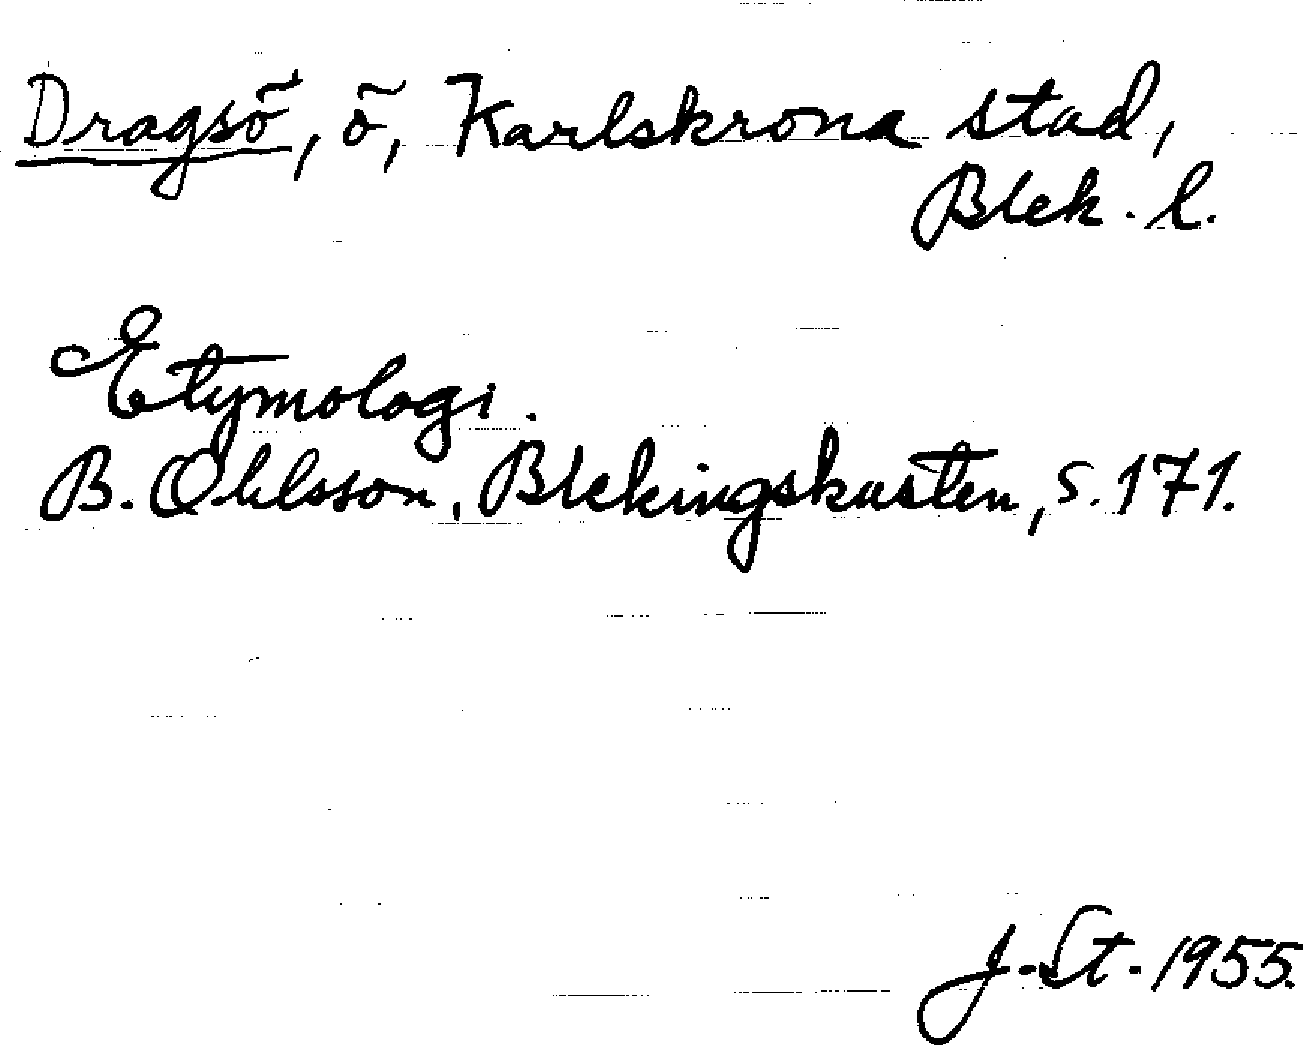 Dragsö, ö, Karlskrona stad,
Blek. l.
Etymologi.
B. Ohlsson, Blekingskusten, s. 171.
J. St. 1955.